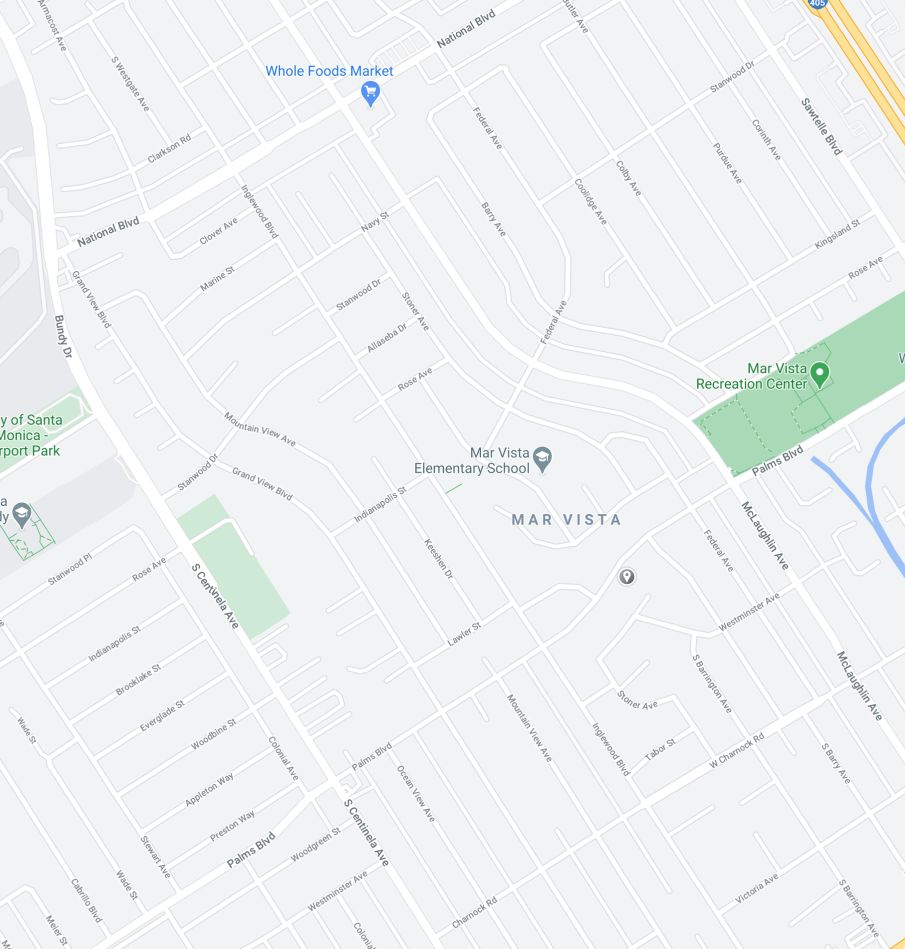 405
Armacost Ave
National Blvd
Butler Ave
S Westgate Ave
Whole Foods Market
Stanwood Dr
Sawtelle Blvd
Federal Ave
Corinth Ave
Clarkson Rd
Purdue Ave
Colby Ave
Coolidge Ave
Inglewood Blvd
Navy St
Barry Ave
National Blvd
Clover Ave
Kingsland St
Marine St
Rose Ave
Grand View Blvd
Stanwood Dr
Stoner Ave
Federal Ave
Bundy Dr
Allaseba Dr
W
Rose Ave
Mar Vista
Recreation Center
y of Santa
Monica -
rport Park
Mountain View Ave
Mar Vista
Elementary School
Palms Blvd
Stanwood Dr
Grand View Blvd
Indianapolis St
a
dy
MAR VISTA
McLaughlin Ave
Federal Ave
Keeshen Dr
Stanwood Pl
Rose Ave
S Centinela Ave
Westminster Ave
Indianapolis St
Lawler St
Brooklake St
S Barrington Ave
McLaughlin Ave
Everglade St
Stoner Ave
Mountain View Ave
Wade St
Woodbine St
Inglewood Blvd
Tabor St
W Charnock Rd
Colonial Ave
Palms Blvd
S Barry Ave
Appleton Way
Ocean View Ave
Preston Way
S Centinela Ave
Palms Blvd
Woodgreen St
Stewart Ave
Wade St
Cabrillo Blvd
Westminster Ave
Victoria Ave
S Barrington Ave
Charnock Rd
Meier St
Colonial